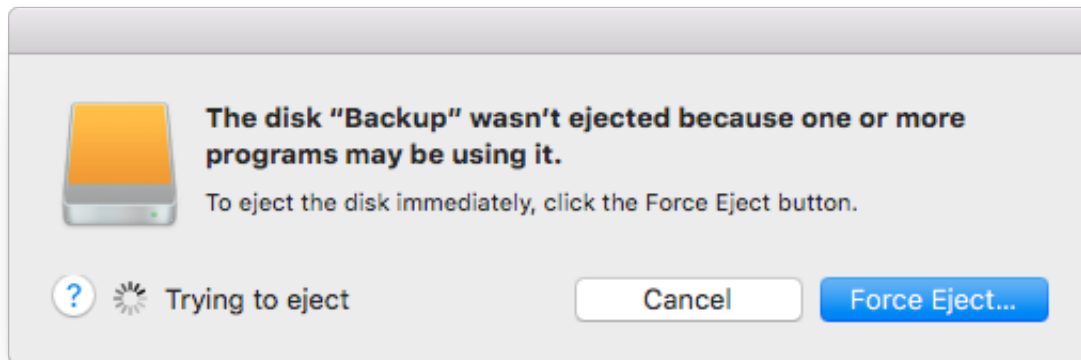 The disk “Backup” wasn’t ejected because one or more
programs may be using it.
To eject the disk immediately, click the Force Eject button.
? Trying to eject Cancel Force Eject...